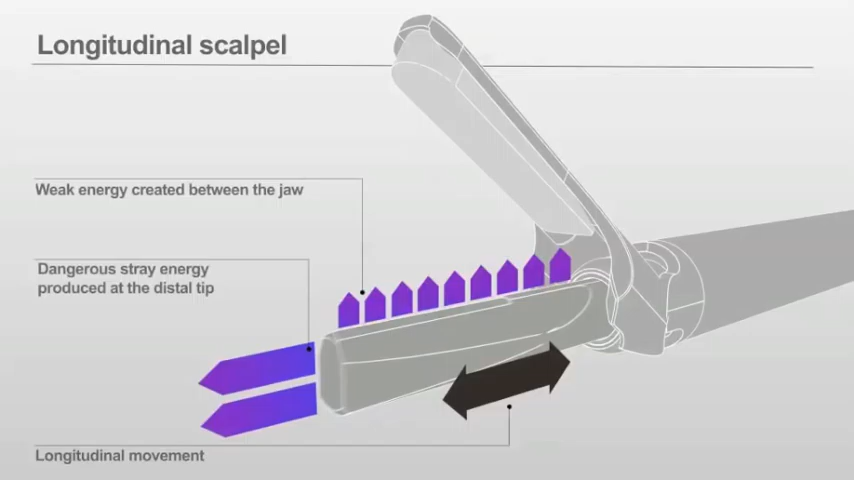 Longitudinal scalpel
Weak energy created between the jaw
Dangerous stray energy
produced at the distal tip
Longitudinal movement